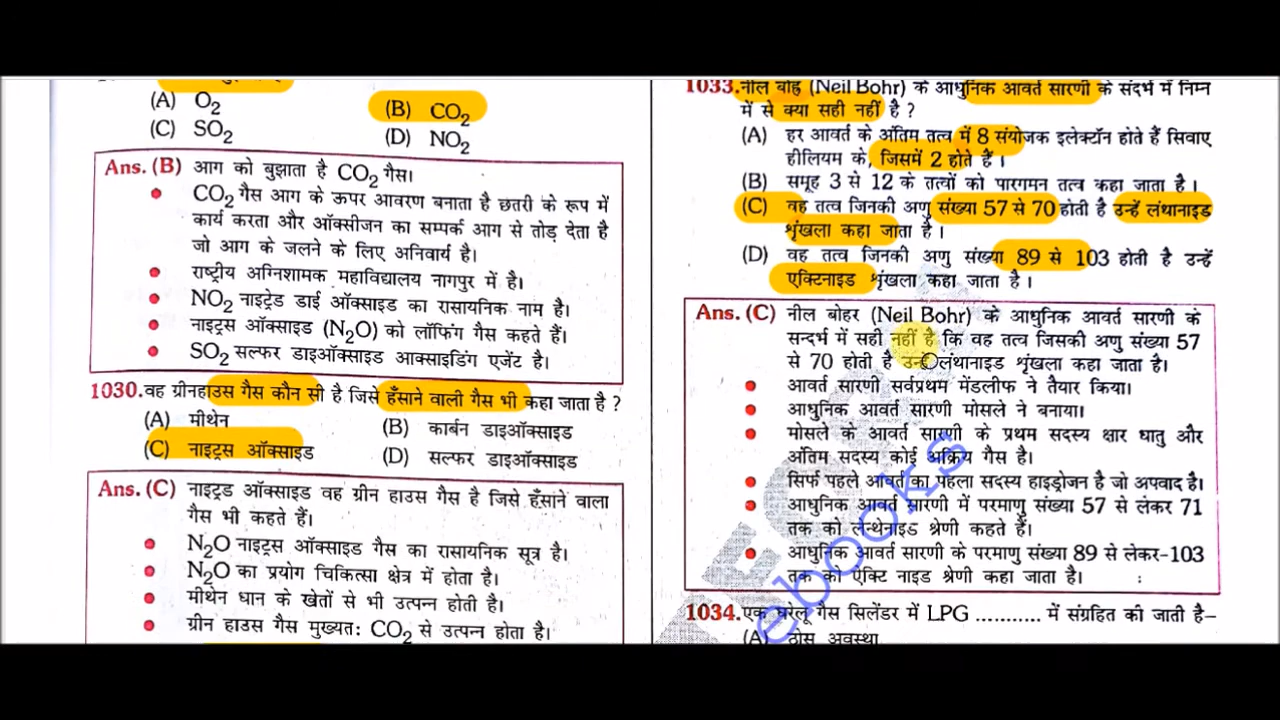 (A) O2
(B) CO2
(C) SO2
(D) NO2
Ans. (B) आग को बुझाता है CO2 गैस।
CO2 गैस आग के ऊपर आवरण बनाता है छतरी के रूप में
कार्य करता और ऑक्सीजन का सम्पर्क आग से तोड़ देता है
जो आग के जलने के लिए अनिवार्य है।
राष्ट्रीय अग्निशामक महाविद्यालय नागपुर में है।
NO2 नाइट्रेड डाई ऑक्साइड का रासायनिक नाम है।
नाइट्स ऑक्साइड (N2O) को लॉफिंग गैस कहते हैं।
SO2 सल्फर डाइऑक्साइड आक्साइडिंग एजेंट है।
1030. वह ग्रीनहाउस गैस कौन सी है जिसे हँसाने वाली गैस भी कहा जाता है ?
(A) मीथेन
(B) कार्बन डाइऑक्साइड
(C) नाइट्रस ऑक्साइड
(D) सल्फर डाइऑक्साइड
Ans. (C) नाइट्रड ऑक्साइड वह ग्रीन हाउस गैस है जिसे हँसाने वाला
गैस भी कहते हैं।
N2O नाइट्स ऑक्साइड गैस का रासायनिक सूत्र है।
N2O का प्रयोग चिकित्सा क्षेत्र में होता है।
मीथेन धान के खेतों से भी उत्पन्न होती है।
ग्रीन हाउस गैस मुख्यत: CO2 से उत्पन्न होता है।
1033. नील बोहर (Neil Bohr) के आधुनिक आवर्त सारणी के संदर्भ में निम्न
में से क्या सही नहीं है ?
(A) हर आवर्त के अंतिम तत्व में 8 संयोजक इलेक्टॉन होते हैं सिवाए
हीलियम के, जिसमें 2 होते हैं ।
(B) समूह 3 से 12 के तत्वों को पारगमन तत्व कहा जाता है ।
(C) वह तत्व जिनकी अणु संख्या 57 से 70 होती है उन्हें लंथानाइड
शृंखला कहा जाता है ।
(D) वह तत्व जिनकी अणु संख्या 89 से 103 होती है उन्हें
एक्टिनाइड शृंखला कहा जाता है ।
Ans. (C) नील बोहर (Neil Bohr) के आधुनिक आवर्त सारणी के
सन्दर्भ में सही नहीं है कि वह तत्व जिसकी अणु संख्या 57
से 70 होती है उन्हें लंथानाइड शृंखला कहा जाता है।
आवर्त सारणी सर्वप्रथम मेंडलीफ ने तैयार किया।
आधुनिक आवर्त सारणी मोसले ने बनाया।
मोसले के आवर्त सारणी के प्रथम सदस्य क्षार धातु और
अंतिम सदस्य कोई अक्रिय गैस है।
सिर्फ पहले आवर्त का पहला सदस्य हाइड्रोजन है जो अपवाद है।
आधुनिक आवर्त सारणी में परमाणु संख्या 57 से लेकर 71
तक को लेन्थेनाइड श्रेणी कहते हैं।
आधुनिक आवर्त सारणी के परमाणु संख्या 89 से लेकर-103
तक को एक्टि नाइड श्रेणी कहा जाता है।
1034. एक घरेलू गैस सिलेंडर में LPG ........... में संग्रहित की जाती है–
(A) ठोस अवस्था
ebooks